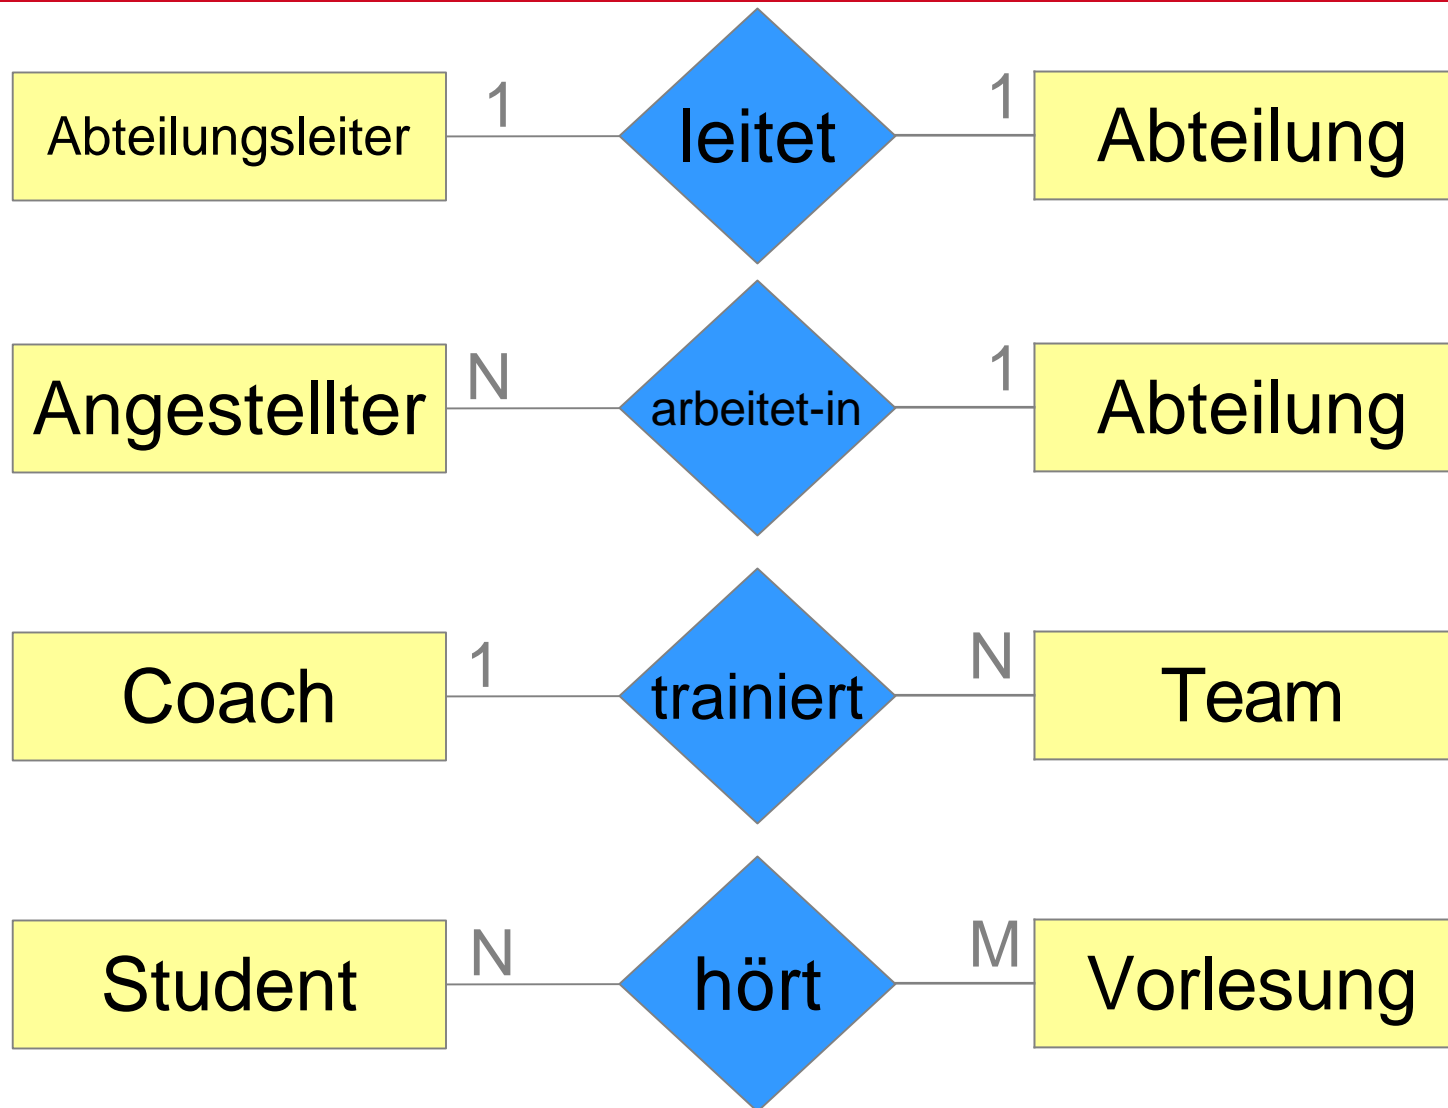 Abteilungsleiter 1 leitet 1 Abteilung
Angestellter N arbeitet-in 1 Abteilung
Coach 1 trainiert N Team
Student N hört M Vorlesung